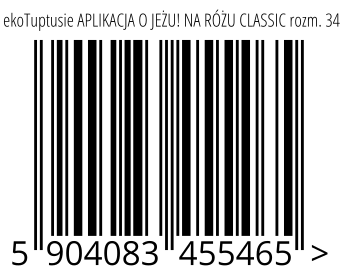 ekoTuptusie APLIKACJA O JEŻU! NA RÓŻU CLASSIC rozm. 34
5 904083 455465 >